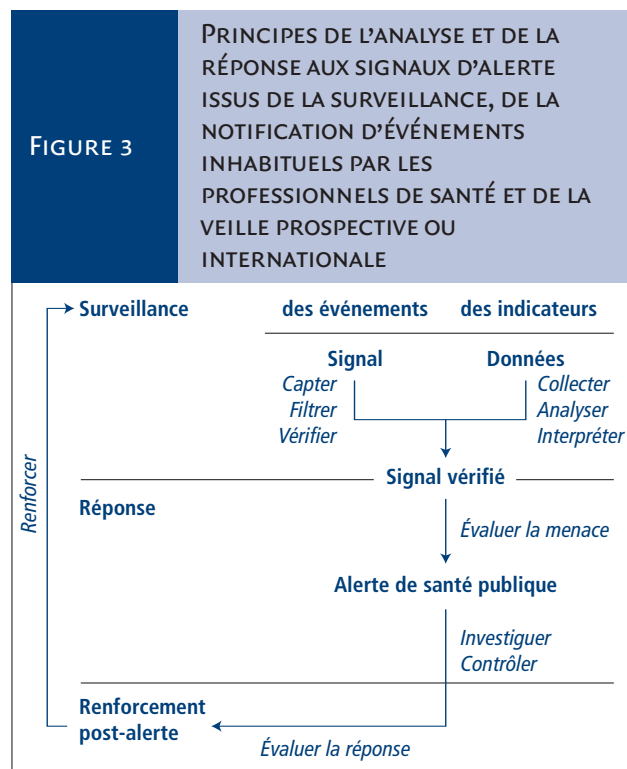 FIGURE 3
PRINCIPES DE L'ANALYSE ET DE LA
RÉPONSE AUX SIGNAUX D'ALERTE
ISSUS DE LA SURVEILLANCE, DE LA
NOTIFICATION D'ÉVÉNEMENTS
INHABITUELS PAR LES
PROFESSIONNELS DE SANTÉ ET DE LA
VEILLE PROSPECTIVE OU
INTERNATIONALE
Surveillance des événements des indicateurs
Signal Données
Capter Collecter
Filtrer Analyser
Vérifier Interpréter
Signal vérifié
Réponse
Renforcer
Évaluer la menace
Alerte de santé publique
Investiguer
Contrôler
Renforcement
post-alerte
Évaluer la réponse